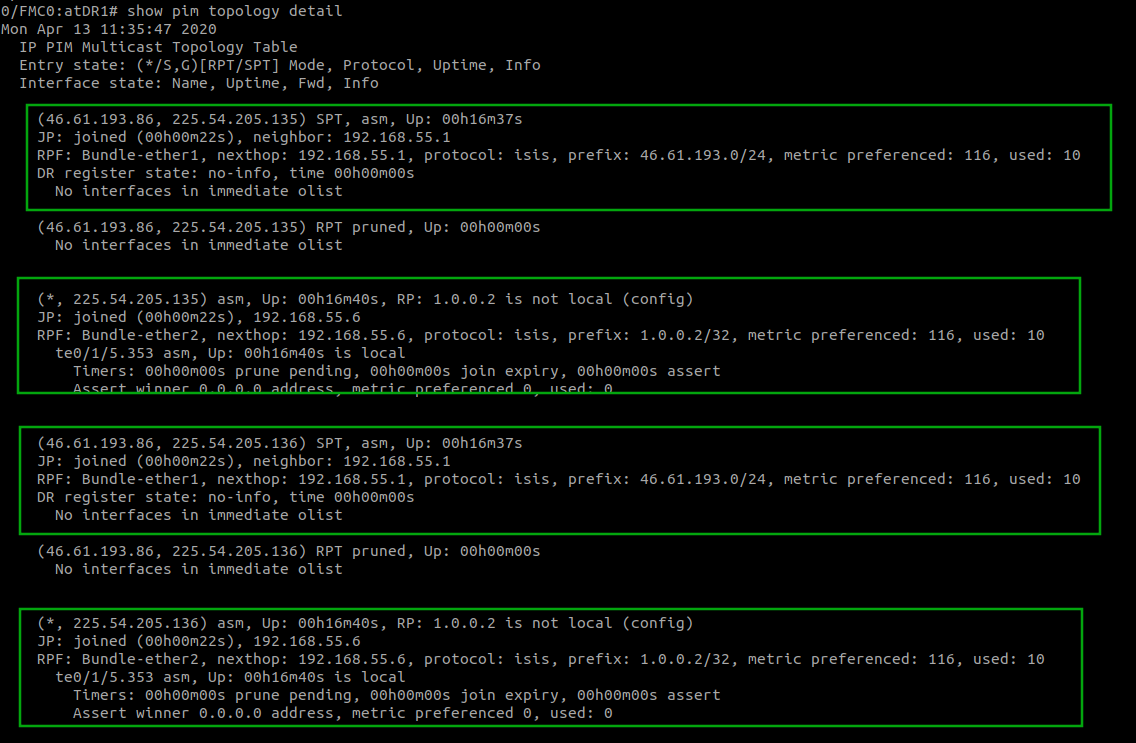 0/FMC0:atDR1# show pim topology detail
Mon Apr 13 11:35:47 2020
IP PIM Multicast Topology Table
Entry state: (*/S,G)[RPT/SPT] Mode, Protocol, Uptime, Info
Interface state: Name, Uptime, Fwd, Info
(46.61.193.86, 225.54.205.135) SPT, asm, Up: 00h16m37s
JP: joined (00h00m22s), neighbor: 192.168.55.1
RPF: Bundle-ether1, nexthop: 192.168.55.1, protocol: isis, prefix: 46.61.193.0/24, metric preferenced: 116, used: 10
DR register state: no-info, time 00h00m00s
No interfaces in immediate olist
(46.61.193.86, 225.54.205.135) RPT pruned, Up: 00h00m00s
No interfaces in immediate olist
(*, 225.54.205.135) asm, Up: 00h16m40s, RP: 1.0.0.2 is not local (config)
JP: joined (00h00m22s), 192.168.55.6
RPF: Bundle-ether2, nexthop: 192.168.55.6, protocol: isis, prefix: 1.0.0.2/32, metric preferenced: 116, used: 10
te0/1/5.353 asm, Up: 00h16m40s is local
Timers: 00h00m00s prune pending, 00h00m00s join expiry, 00h00m00s assert
Assert winner 0.0.0.0 address, metric preferenced 0, used: 0
(46.61.193.86, 225.54.205.136) SPT, asm, Up: 00h16m37s
JP: joined (00h00m22s), neighbor: 192.168.55.1
RPF: Bundle-ether1, nexthop: 192.168.55.1, protocol: isis, prefix: 46.61.193.0/24, metric preferenced: 116, used: 10
DR register state: no-info, time 00h00m00s
No interfaces in immediate olist
(46.61.193.86, 225.54.205.136) RPT pruned, Up: 00h00m00s
No interfaces in immediate olist
(*, 225.54.205.136) asm, Up: 00h16m40s, RP: 1.0.0.2 is not local (config)
JP: joined (00h00m22s), 192.168.55.6
RPF: Bundle-ether2, nexthop: 192.168.55.6, protocol: isis, prefix: 1.0.0.2/32, metric preferenced: 116, used: 10
te0/1/5.353 asm, Up: 00h16m40s is local
Timers: 00h00m00s prune pending, 00h00m00s join expiry, 00h00m00s assert
Assert winner 0.0.0.0 address, metric preferenced 0, used: 0